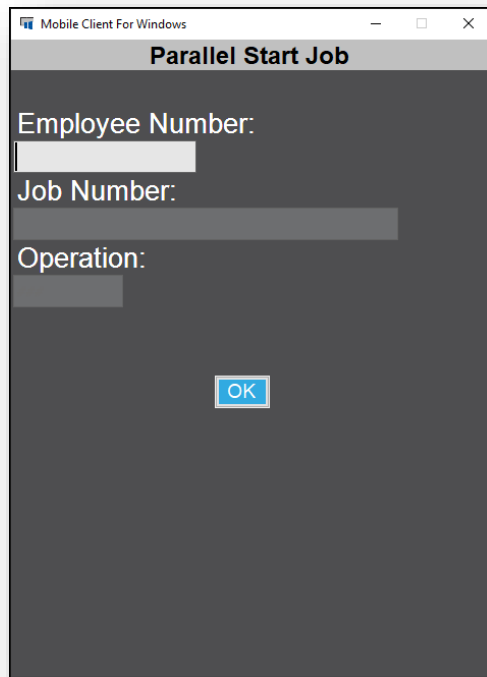 Mobile Client For Windows
Parallel Start Job
Employee Number:
Job Number:
Operation:
OK